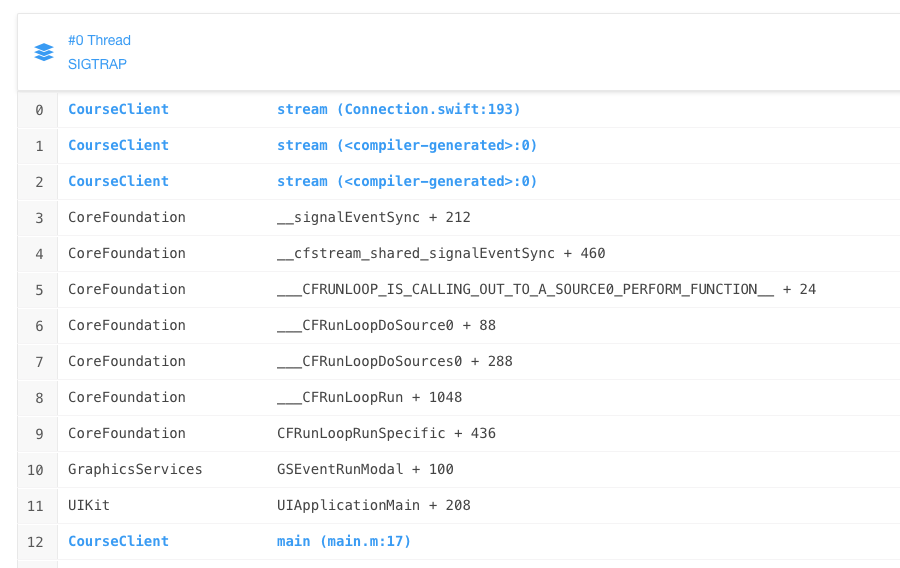 #0 Thread
SIGTRAP
0 CourseClient stream (Connection.swift:193)
1 CourseClient stream (<compiler-generated>:0)
2 CourseClient stream (<compiler-generated>:0)
3 CoreFoundation __signalEventSync + 212
4 CoreFoundation __cfstream_shared_signalEventSync + 460
5 CoreFoundation ___CFRUNLOOP_IS_CALLING_OUT_TO_A_SOURCE0_PERFORM_FUNCTION__ + 24
6 CoreFoundation ___CFRunLoopDoSource0 + 88
7 CoreFoundation ___CFRunLoopDoSources0 + 288
8 CoreFoundation ___CFRunLoopRun + 1048
9 CoreFoundation CFRunLoopRunSpecific + 436
10 GraphicsServices GSEventRunModal + 100
11 UIKit UIApplicationMain + 208
12 CourseClient main (main.m:17)